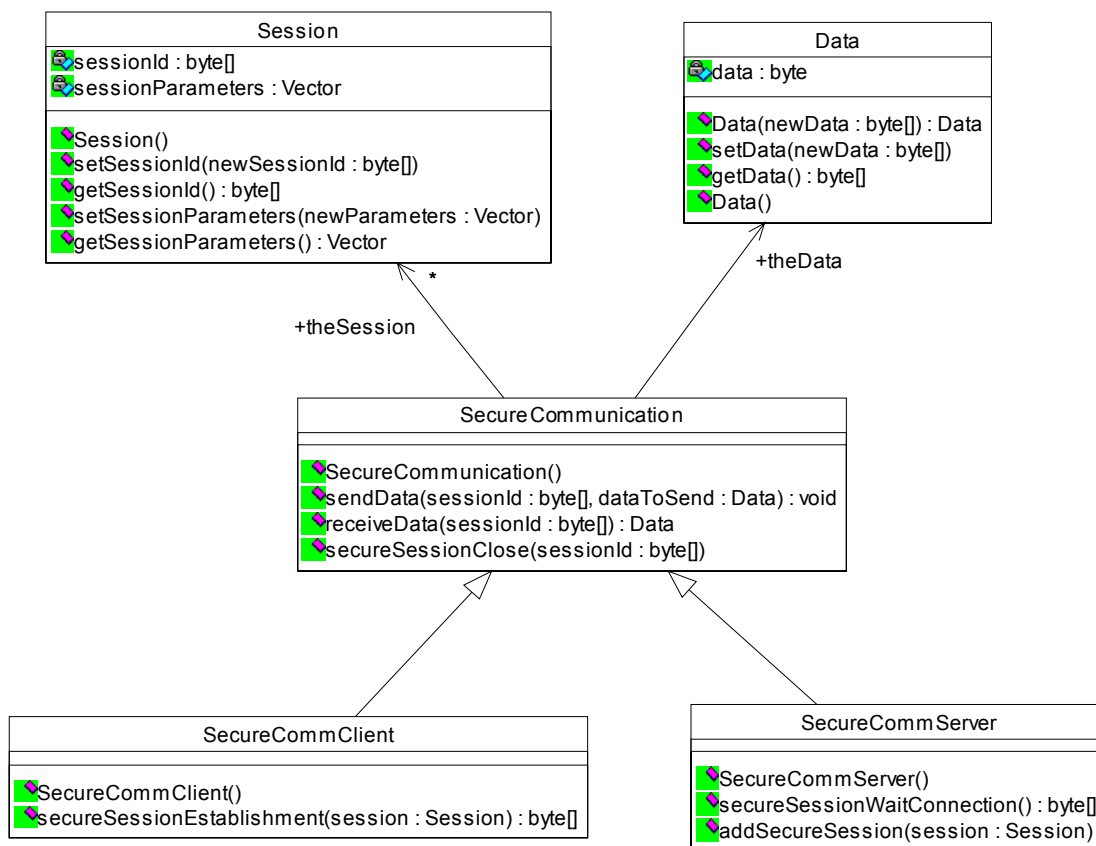 Session
sessionId : byte[]
sessionParameters : Vector
Session()
setSessionId(newSessionId : byte[])
getSessionId() : byte[]
setSessionParameters(newParameters : Vector)
getSessionParameters() : Vector
Data
data : byte
Data(newData : byte[]) : Data
setData(newData : byte[])
getData() : byte[]
Data()
*
+theSession
+theData
SecureCommunication
SecureCommunication()
sendData(sessionId : byte[], dataToSend : Data) : void
receiveData(sessionId : byte[]) : Data
secureSessionClose(sessionId : byte[])
SecureCommClient
SecureCommClient()
secureSessionEstablishment(session : Session) : byte[]
SecureCommServer
SecureCommServer()
secureSessionWaitConnection() : byte[]
addSecureSession(session : Session)